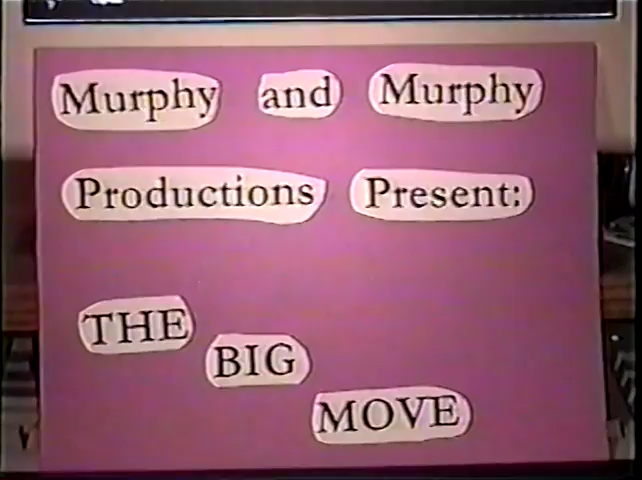 Murphy and Murphy
Productions Present:
THE
BIG
MOVE